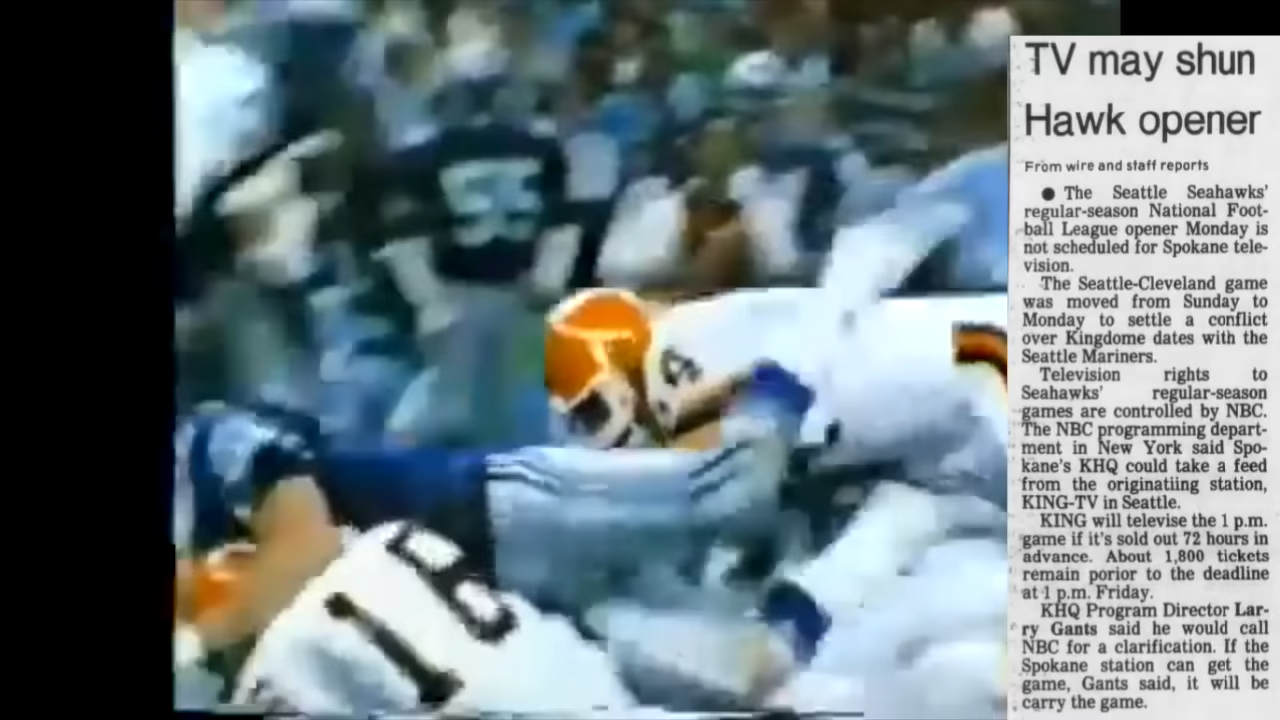 TV may shun
Hawk opener
From wire and staff reports
● The Seattle Seahawks'
regular-season National Foot-
ball League opener Monday is
not scheduled for Spokane tele-
vision.
The Seattle-Cleveland game
was moved from Sunday to
Monday to settle a conflict
over Kingdome dates with the
Seattle Mariners.
Television rights to
Seahawks' regular-season
games are controlled by NBC.
The NBC programming depart-
ment in New York said Spo-
kane's KHQ could take a feed
from the originatiing station,
KING-TV in Seattle.
KING will televise the 1 p.m.
game if it's sold out 72 hours in
advance. About 1,800 tickets
remain porior to the deadline
at 1 p.m. Friday.
KHQ Program Director Lar-
ry Gants said he would call
NBC for a clarification. If the
Spokane station can get the
game, Gants said, it will be
carry the game.
56
4